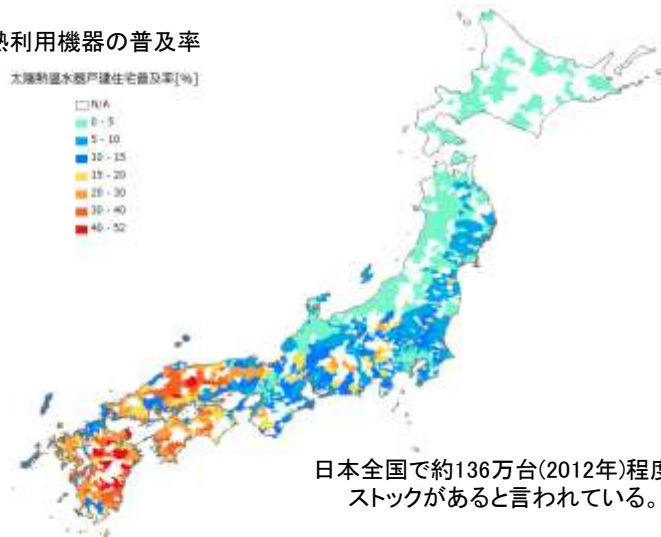 熱利用機器の普及率
太陽熱温水器戸建住宅普及率[%]
N/A
0 - 5
5 - 10
10 - 15
15 - 20
20 - 30
30 - 40
40 - 52
日本全国で約136万台(2012年)程度
ストックがあると言われている。